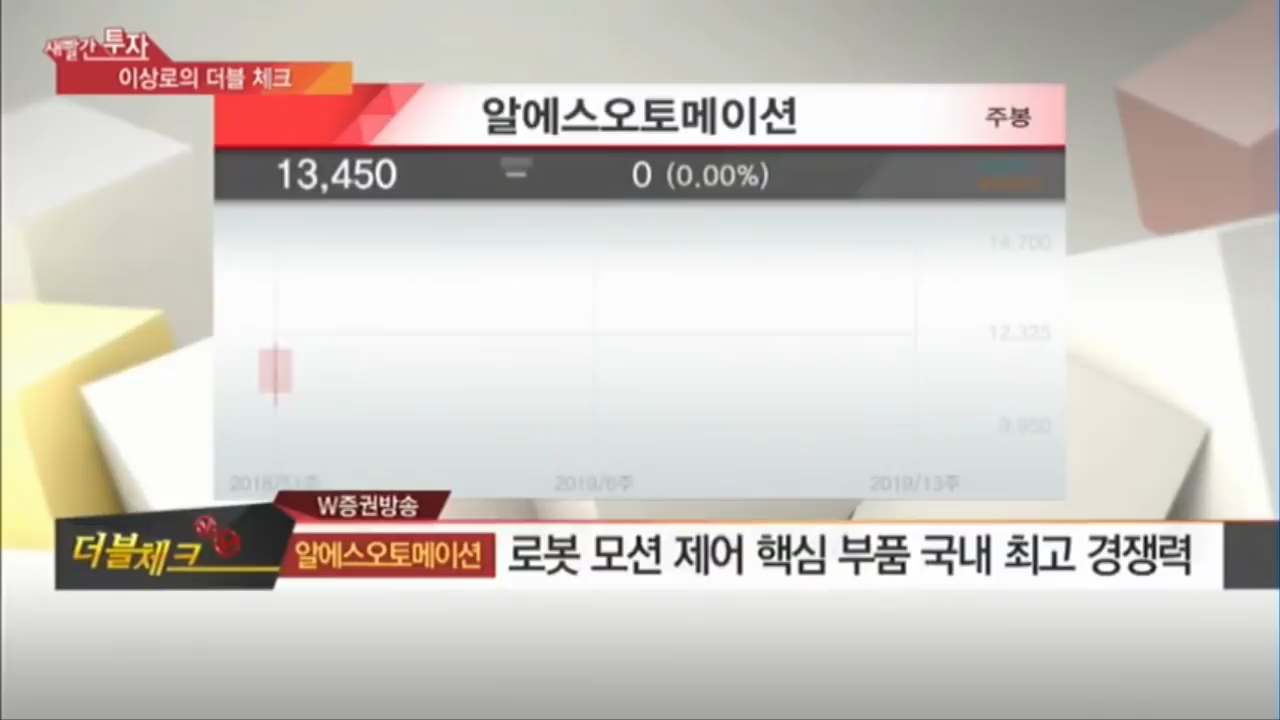 새빨간 투자
이상로의 더블 체크
알에스오토메이션
주봉
13,450
0 (0.00%)
14,700
12,325
9,950
2019/6주
2019/13주
W증권방송
더블체크
알에스오토메이션
로봇 모션 제어 핵심 부품 국내 최고 경쟁력